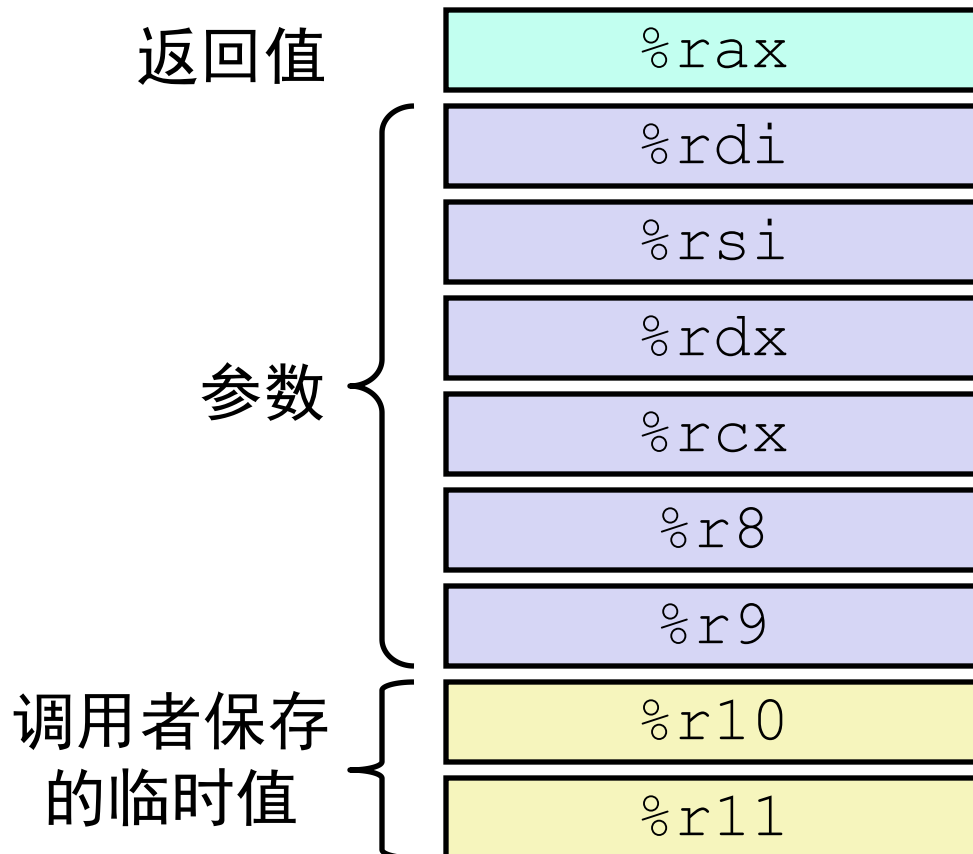 返回值
%rax
%rdi
%rsi
%rdx
参数
%rcx
%r8
%r9
调用者保存
的临时值
%r10
%r11